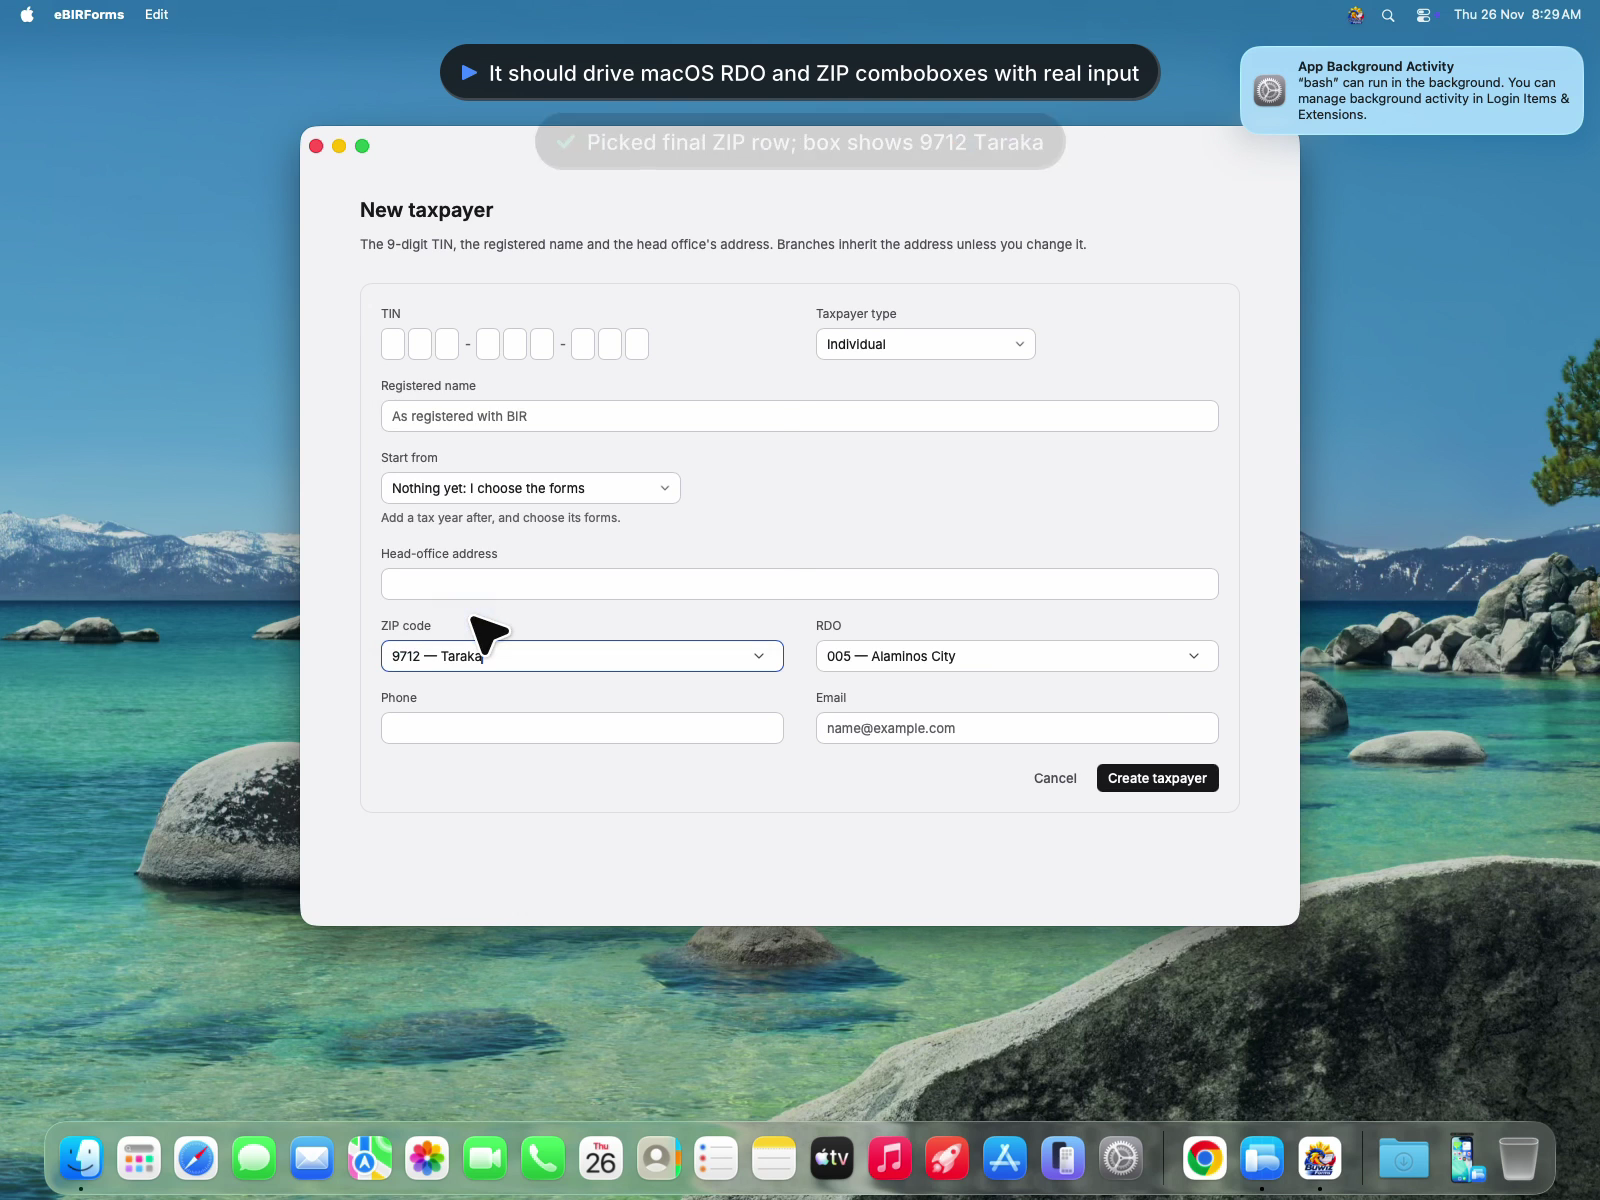 eBIRForms Edit
Thu 26 Nov 8:29 AM
It should drive macOS RDO and ZIP comboboxes with real input
App Background Activity
“bash” can run in the background. You can
manage background activity in Login Items &
Extensions.
Picked final ZIP row; box shows 9712 Taraka
New taxpayer
The 9-digit TIN, the registered name and the head office's address. Branches inherit the address unless you change it.
TIN
Taxpayer type
- -
Individual
Registered name
As registered with BIR
Start from
Nothing yet: I choose the forms
Add a tax year after, and choose its forms.
Head-office address
ZIP code
RDO
9712 — Taraka
005 — Alaminos City
Phone
Email
name@example.com
Cancel
Create taxpayer
Thu
26
tv